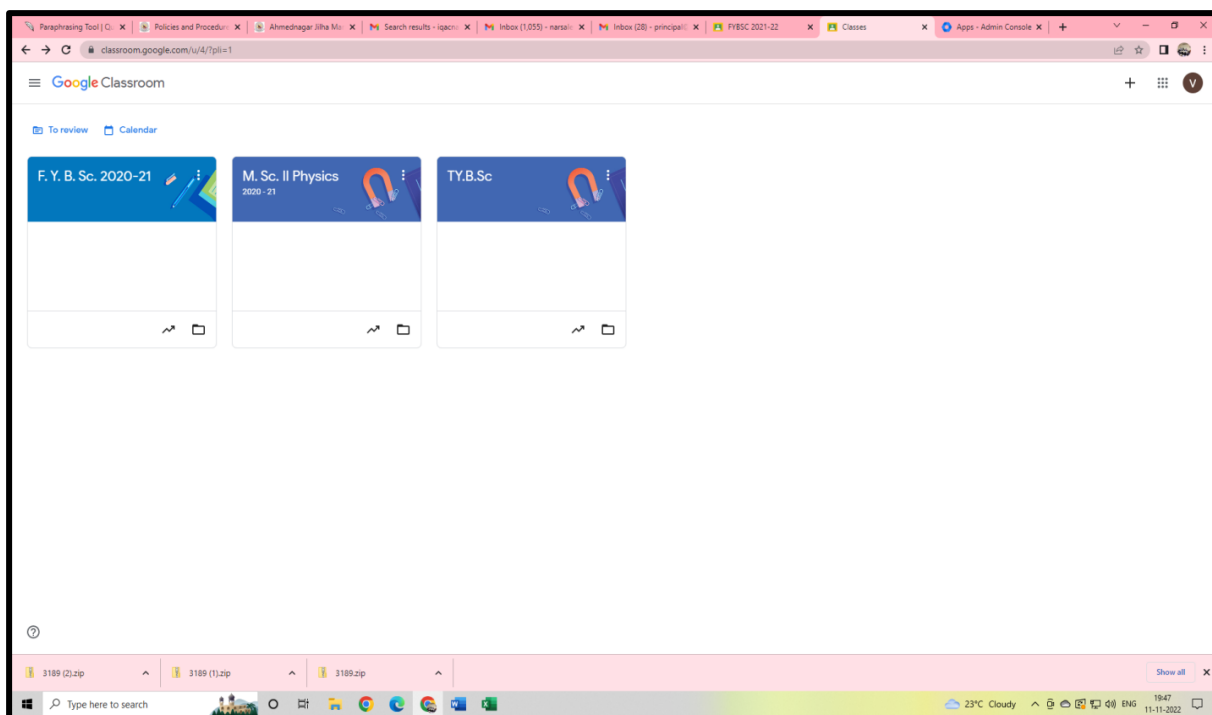 Paraphrasing Tool | Qu
Policies and Procedure
Ahmednagar Jilha Ma
Search results - iqacna
Inbox (1,055) - narsale
Inbox (28) - principal
FYBSC 2021-22
Classes
Apps - Admin Console
classroom.google.com/u/4/?pli=1
Google Classroom
V
To review
Calendar
F. Y. B. Sc. 2020-21
M. Sc. II Physics
2020 - 21
TY.B.Sc
3189 (2).zip
3189 (1).zip
3189.zip
Show all
Type here to search
23°C Cloudy
ENG
19:47
11-11-2022